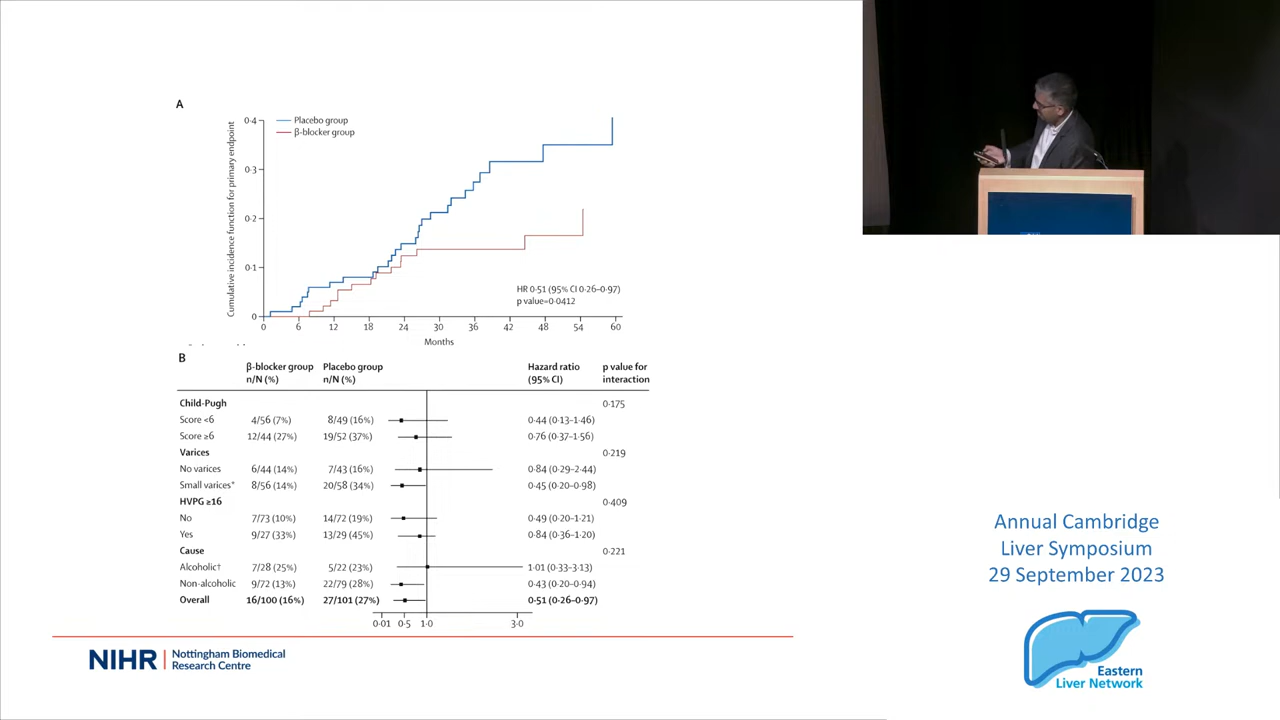 A
0·4
Placebo group
β-blocker group
0·3
0·2
0·1
0
Cumulative incidence function for primary endpoint
HR 0·51 (95% CI 0·26–0·97)
p value=0·0412
0 6 12 18 24 30 36 42 48 54 60
Months
B
β-blocker group Placebo group Hazard ratio p value for
n/N (%) n/N (%) (95% CI) interaction
Child-Pugh 0·175
Score <6 4/56 (7%) 8/49 (16%) 0·44 (0·13–1·46)
Score ≥6 12/44 (27%) 19/52 (37%) 0·76 (0·37–1·56)
Varices 0·219
No varices 6/44 (14%) 7/43 (16%) 0·84 (0·29–2·44)
Small varices* 8/56 (14%) 20/58 (34%) 0·45 (0·20–0·98)
HVPG ≥16 0·409
No 7/73 (10%) 14/72 (19%) 0·49 (0·20–1·21)
Yes 9/27 (33%) 13/29 (45%) 0·84 (0·36–1·20)
Cause 0·221
Alcoholic† 7/28 (25%) 5/22 (23%) 1·01 (0·33–3·13)
Non-alcoholic 9/72 (13%) 22/79 (28%) 0·43 (0·20–0·94)
Overall 16/100 (16%) 27/101 (27%) 0·51 (0·26–0·97)
0·01 0·5 1·0 3·0
NIHR | Nottingham Biomedical
Research Centre
Annual Cambridge
Liver Symposium
29 September 2023
Eastern
Liver Network